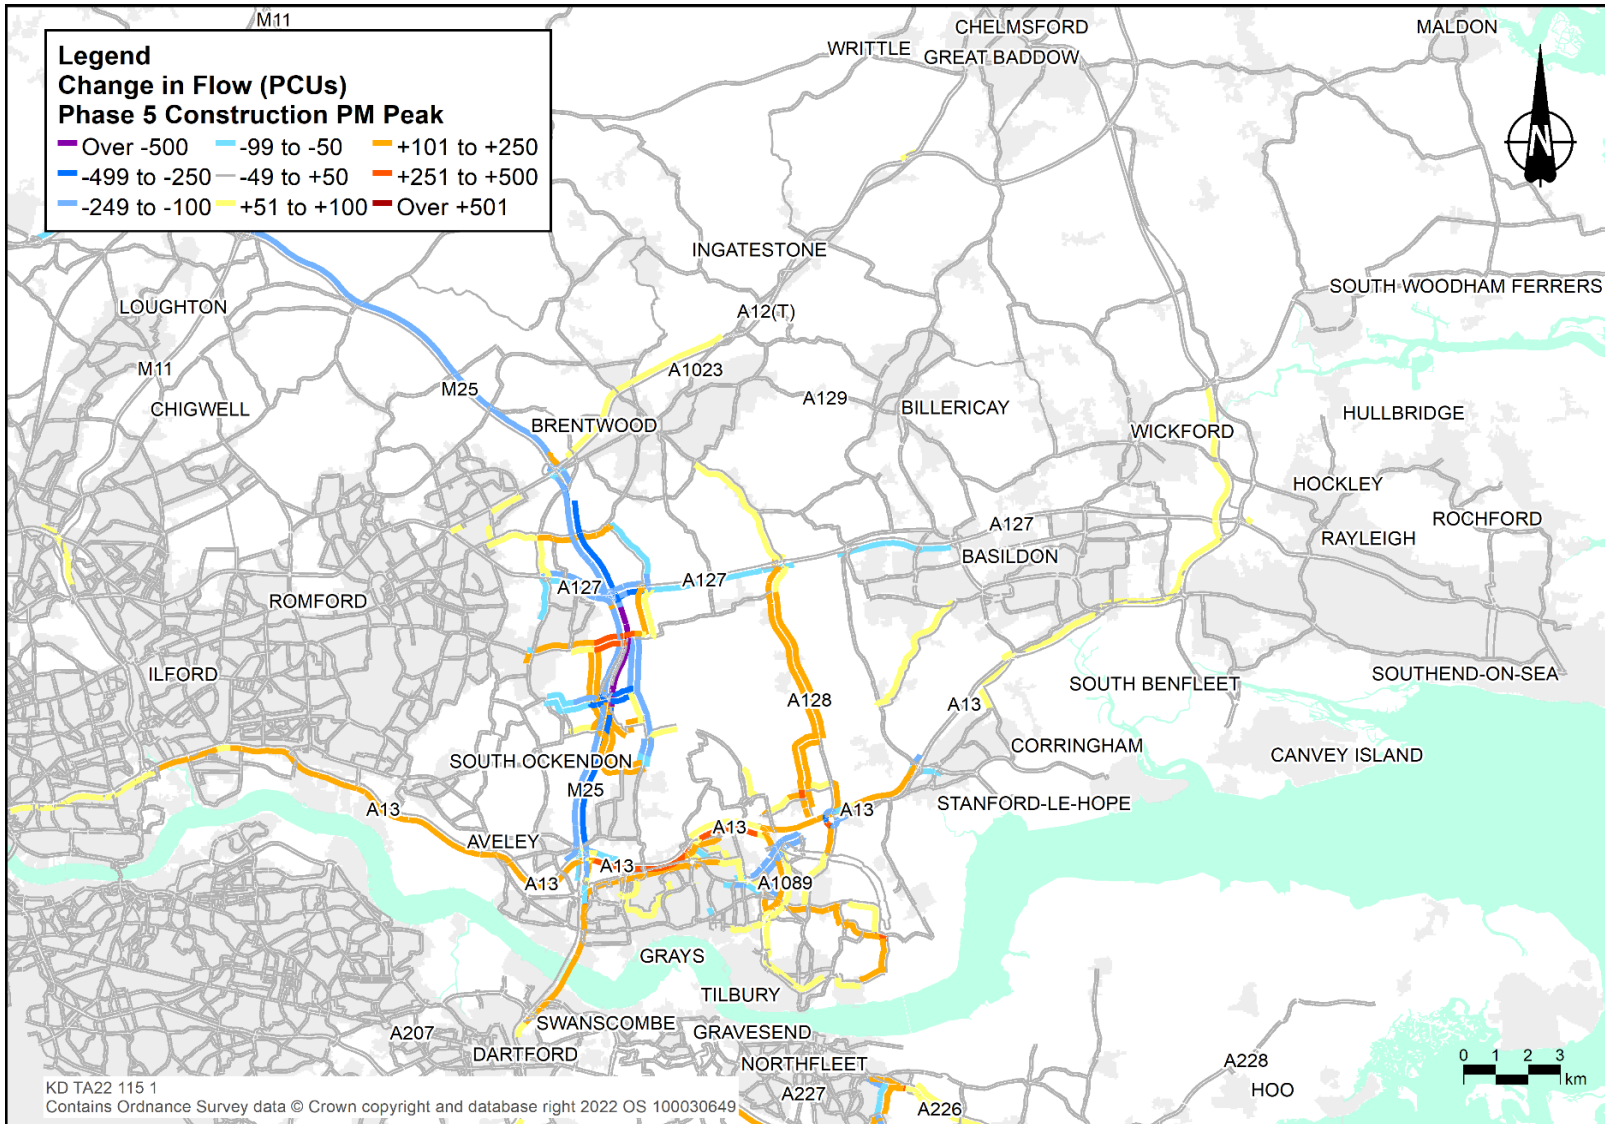 M11
Legend
Change in Flow (PCUs)
Phase 5 Construction PM Peak
Over -500
-99 to -50
+101 to +250
-499 to -250
-49 to +50
+251 to +500
-249 to -100
+51 to +100
Over +501
CHELMSFORD
MALDON
WRITTLE
GREAT BADDOW
N
INGATESTONE
SOUTH WOODHAM FERRERS
LOUGHTON
A12(T)
M11
A1023
M25
A129
CHIGWELL
BILLERICAY
HULLBRIDGE
BRENTWOOD
WICKFORD
HOCKLEY
A127
ROCHFORD
RAYLEIGH
BASILDON
A127
A127
ROMFORD
ILFORD
SOUTHEND-ON-SEA
SOUTH BENFLEET
A128
A13
CORRINGHAM
CANVEY ISLAND
SOUTH OCKENDON
M25
STANFORD-LE-HOPE
A13
A13
A13
AVELEY
A13
A13
A1089
GRAYS
TILBURY
SWANSCOMBE
GRAVESEND
A207
DARTFORD
NORTHFLEET
A228
HOO
A227
A226
0 1 2 3
km
KD TA22 115 1
Contains Ordnance Survey data © Crown copyright and database right 2022 OS 100030649